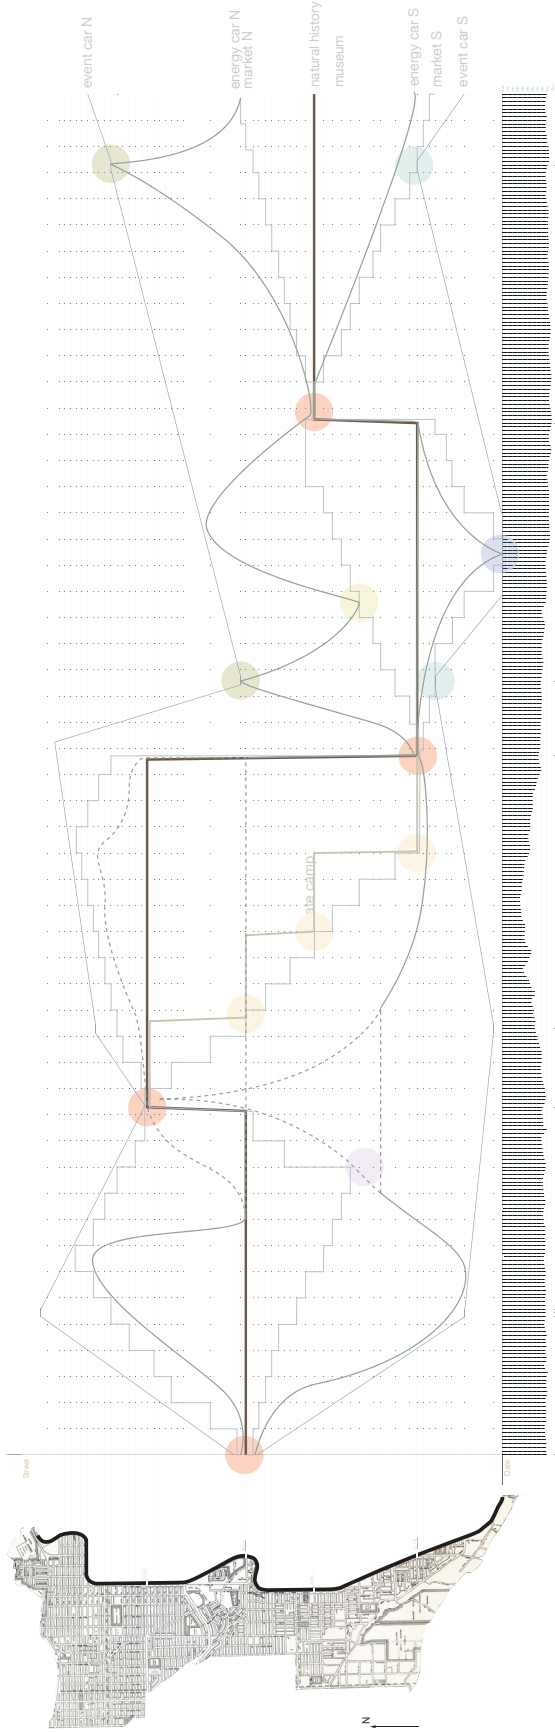 event car N
energy car N
market N
natural history
museum
energy car S
market S
event car S
ate camp
Street
Date
N